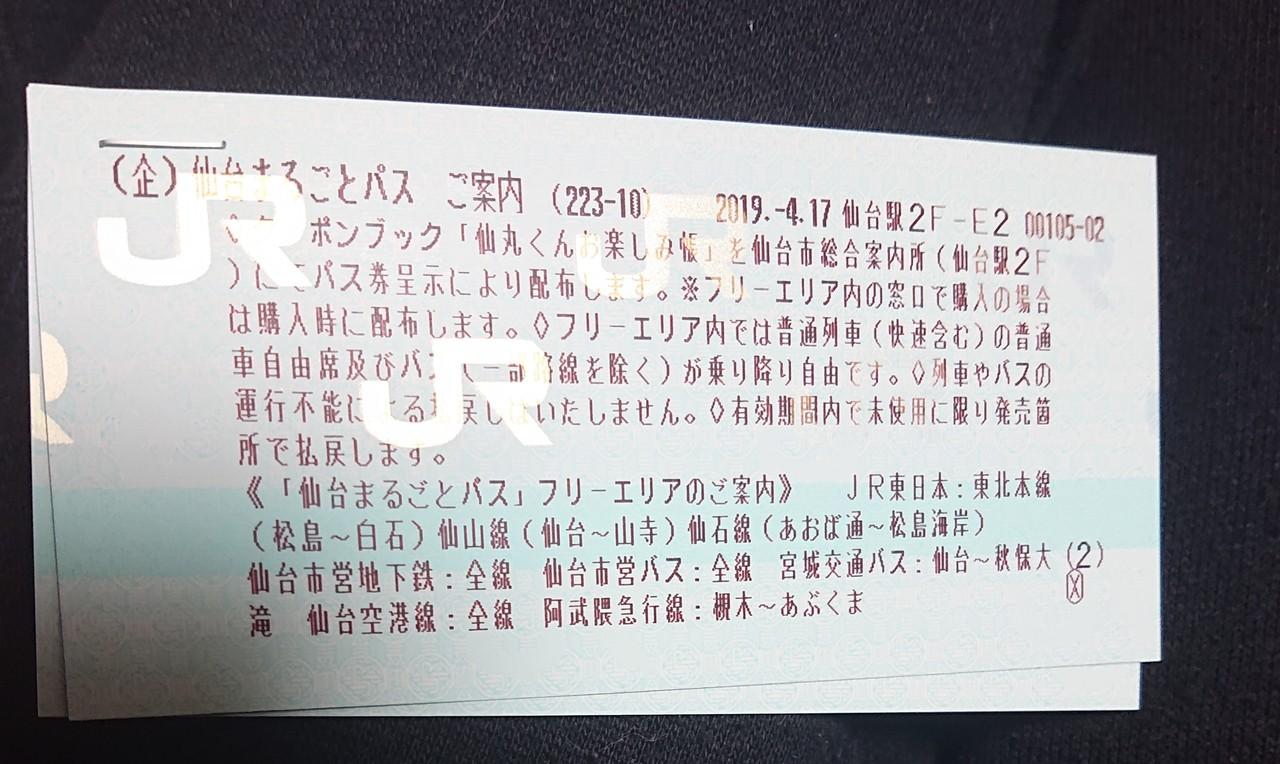 (企) 仙台まるごとパス ご案内 (223-10) 2019.-4.17 仙台駅2F-E2 00105-02
◇クーポンブック「仙丸くんお楽しみ帳」を仙台市総合案内所(仙台駅2F
)にてパス券呈示により配布します。※フリーエリア内の窓口で購入の場合
は購入時に配布します。◇フリーエリア内では普通列車(快速含む)の普通
車自由席及びバス(一部路線を除く)が乗り降り自由です。◇列車やバスの
運行不能による払戻しはいたしません。◇有効期間内で未使用に限り発売箇
所で払戻します。
《「仙台まるごとパス」フリーエリアのご案内》 JR東日本:東北本線
(松島~白石)仙山線(仙台~山寺)仙石線(あおば通~松島海岸)
仙台市営地下鉄:全線 仙台市営バス:全線 宮城交通バス:仙台~秋保大 (2)
滝 仙台空港線:全線 阿武隈急行線:槻木~あぶくま
JR
JR
JR